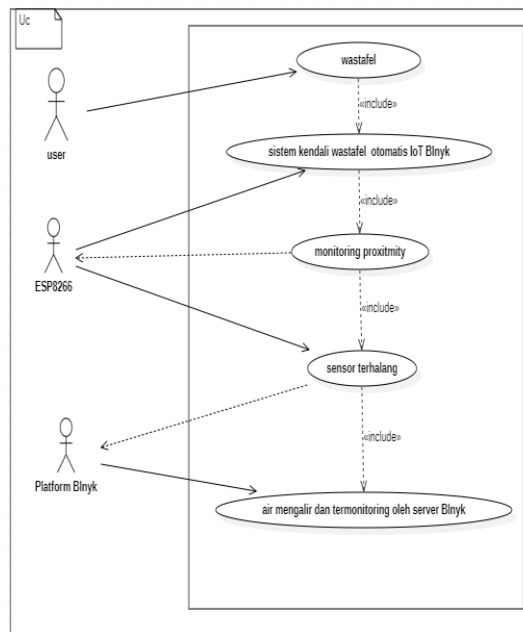 Uc
wastafel
«include»
user
sistem kendali wastafel otomatis IoT Blnyk
«include»
monitoring proxitmity
ESP8266
«include»
sensor terhalang
«include»
Platform Blnyk
air mengalir dan termonitoring oleh server Blnyk